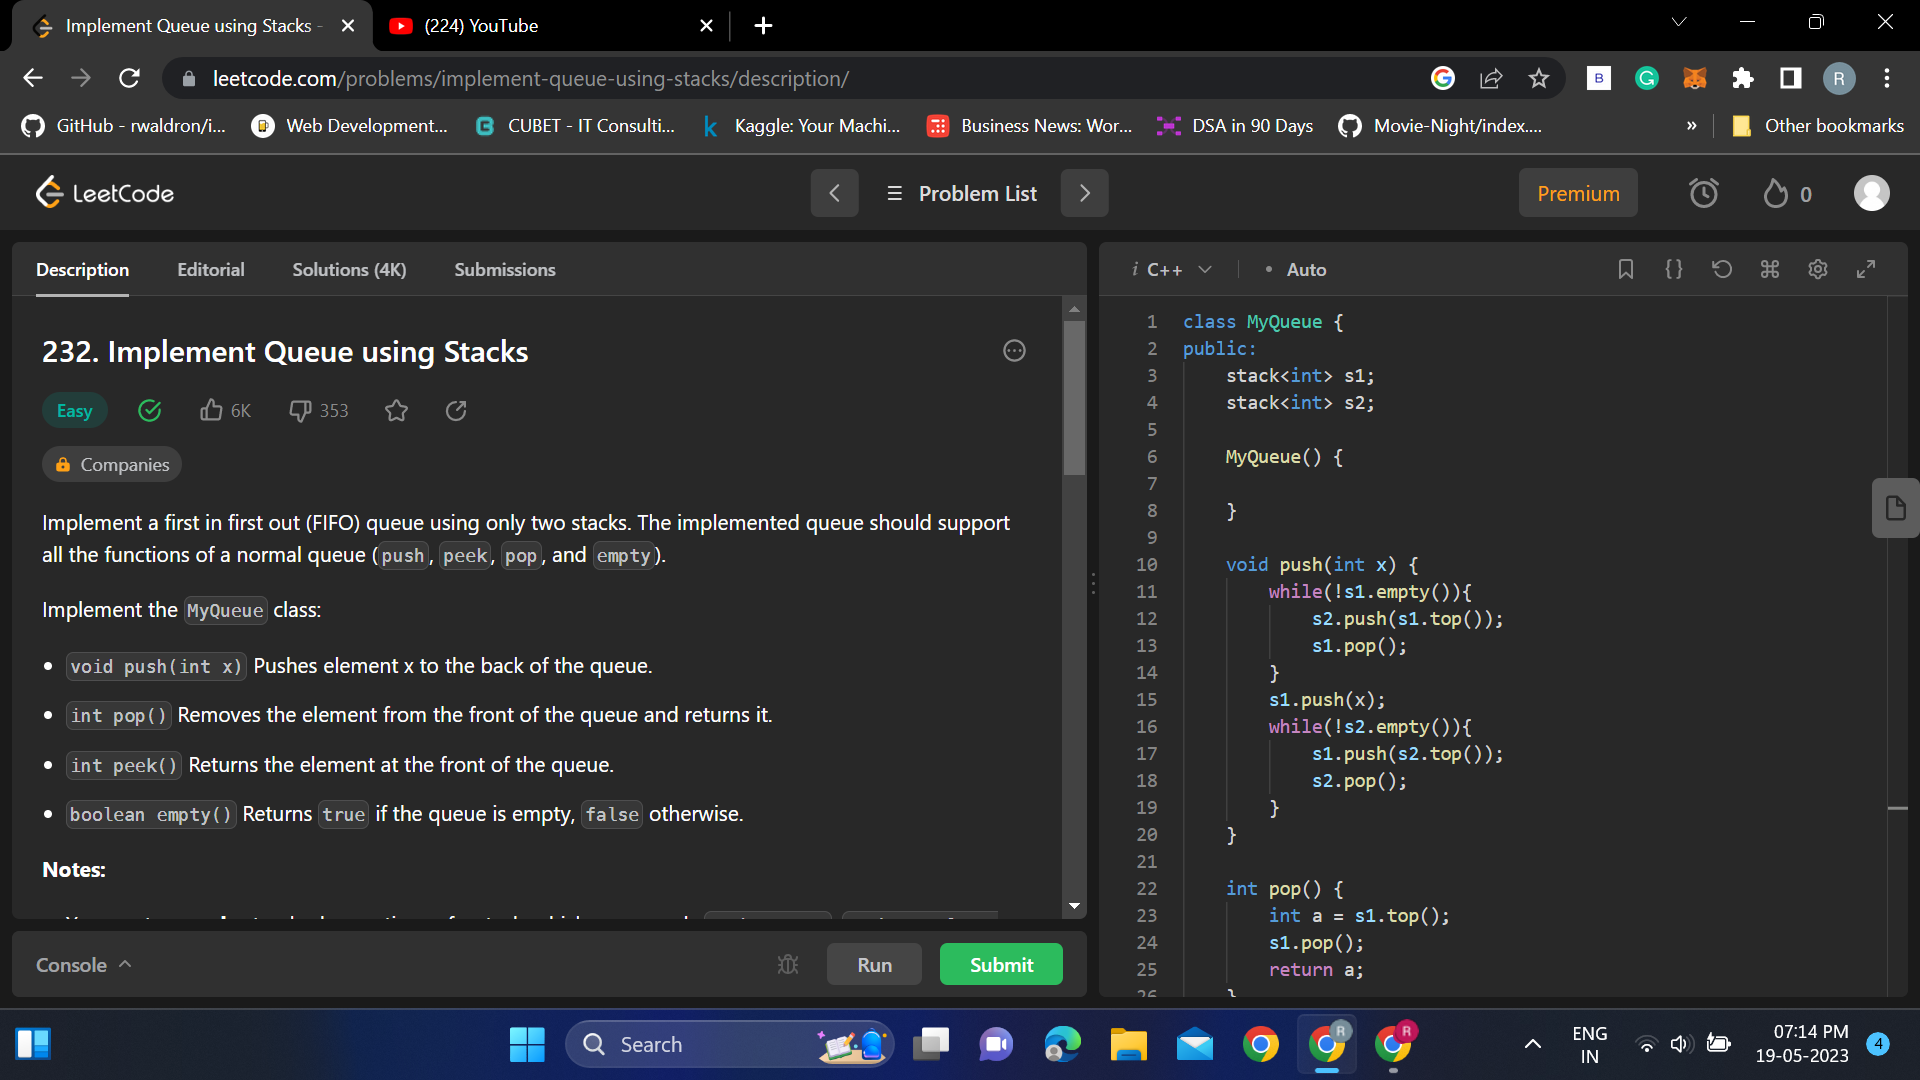 Implement Queue using Stacks -
(224) YouTube
leetcode.com/problems/implement-queue-using-stacks/description/
B
R
GitHub - rwaldron/i...
Web Development...
CUBET - IT Consulti...
Kaggle: Your Machi...
Business News: Wor...
DSA in 90 Days
Movie-Night/index....
»
Other bookmarks
LeetCode
Problem List
Premium
0
Description
Editorial
Solutions (4K)
Submissions
232. Implement Queue using Stacks
Easy
6K
353
Companies
Implement a first in first out (FIFO) queue using only two stacks. The implemented queue should support
all the functions of a normal queue (push, peek, pop, and empty).
Implement the MyQueue class:
• void push(int x) Pushes element x to the back of the queue.
• int pop() Removes the element from the front of the queue and returns it.
• int peek() Returns the element at the front of the queue.
• boolean empty() Returns true if the queue is empty, false otherwise.
Notes:
Console
Run
Submit
i C++
• Auto
1 class MyQueue {
2 public:
3 stack<int> s1;
4 stack<int> s2;
5
6 MyQueue() {
7
8 }
9
10 void push(int x) {
11 while(!s1.empty()){
12 s2.push(s1.top());
13 s1.pop();
14 }
15 s1.push(x);
16 while(!s2.empty()){
17 s1.push(s2.top());
18 s2.pop();
19 }
20 }
21
22 int pop() {
23 int a = s1.top();
24 s1.pop();
25 return a;
26 }
Search
R
R
ENG
IN
07:14 PM
19-05-2023
4